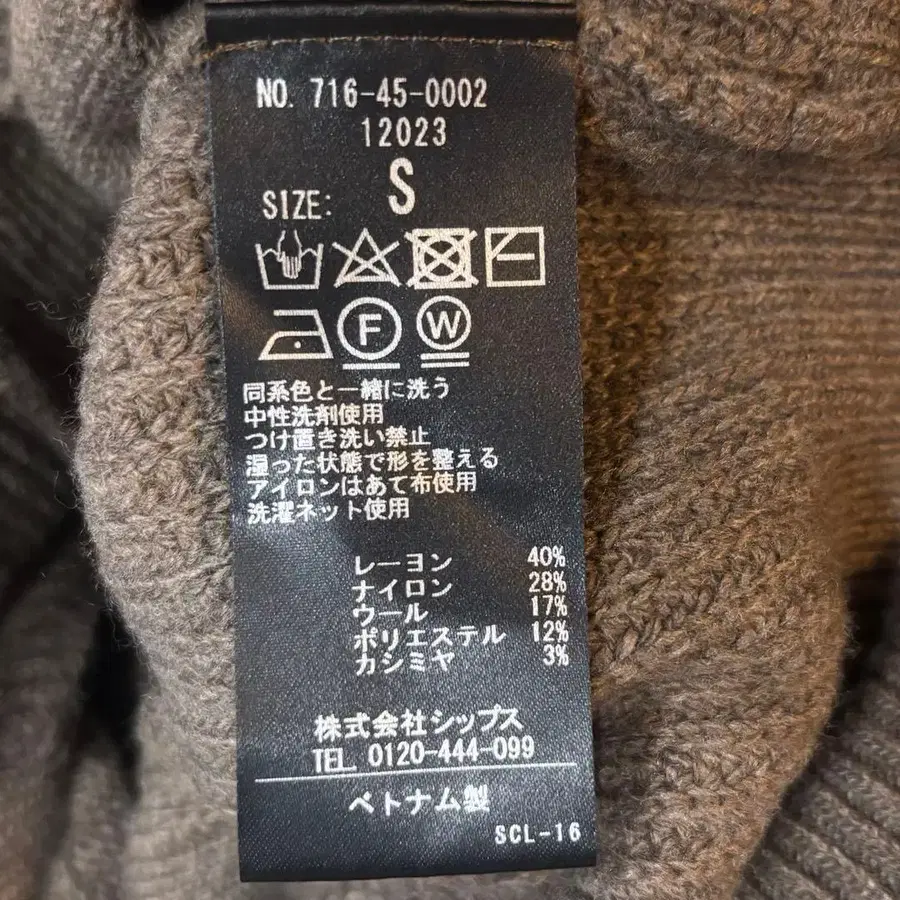 NO. 716-45-0002
12023
SIZE: S
F W
同系色と一緒に洗う
中性洗剤使用
つけ置き洗い禁止
湿った状態で形を整える
アイロンはあて布使用
洗濯ネット使用
レーヨン 40%
ナイロン 28%
ウール 17%
ポリエステル 12%
カシミヤ 3%
株式会社シップス
TEL. 0120-444-099
ベトナム製
SCL-16